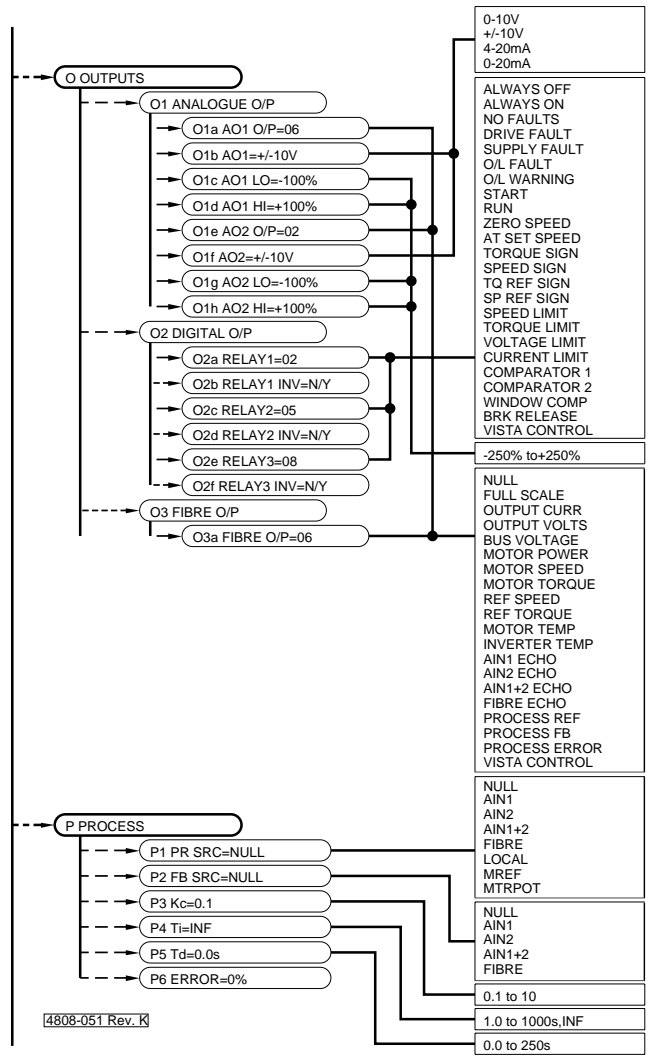 O OUTPUTS
O1 ANALOGUE O/P
O1a AO1 O/P=06
O1b AO1=+/-10V
O1c AO1 LO=-100%
O1d AO1 HI=+100%
O1e AO2 O/P=02
O1f AO2=+/-10V
O1g AO2 LO=-100%
O1h AO2 HI=+100%
O2 DIGITAL O/P
O2a RELAY1=02
O2b RELAY1 INV=N/Y
O2c RELAY2=05
O2d RELAY2 INV=N/Y
O2e RELAY3=08
O2f RELAY3 INV=N/Y
O3 FIBRE O/P
O3a FIBRE O/P=06
0-10V
+/-10V
4-20mA
0-20mA
ALWAYS OFF
ALWAYS ON
NO FAULTS
DRIVE FAULT
SUPPLY FAULT
O/L FAULT
O/L WARNING
START
RUN
ZERO SPEED
AT SET SPEED
TORQUE SIGN
SPEED SIGN
TQ REF SIGN
SP REF SIGN
SPEED LIMIT
TORQUE LIMIT
VOLTAGE LIMIT
CURRENT LIMIT
COMPARATOR 1
COMPARATOR 2
WINDOW COMP
BRK RELEASE
VISTA CONTROL
-250% to+250%
NULL
FULL SCALE
OUTPUT CURR
OUTPUT VOLTS
BUS VOLTAGE
MOTOR POWER
MOTOR SPEED
MOTOR TORQUE
REF SPEED
REF TORQUE
MOTOR TEMP
INVERTER TEMP
AIN1 ECHO
AIN2 ECHO
AIN1+2 ECHO
FIBRE ECHO
PROCESS REF
PROCESS FB
PROCESS ERROR
VISTA CONTROL
P PROCESS
P1 PR SRC=NULL
P2 FB SRC=NULL
P3 Kc=0.1
P4 Ti=INF
P5 Td=0.0s
P6 ERROR=0%
NULL
AIN1
AIN2
AIN1+2
FIBRE
LOCAL
MREF
MTRPOT
NULL
AIN1
AIN2
AIN1+2
FIBRE
0.1 to 10
1.0 to 1000s,INF
0.0 to 250s
4808-051 Rev. K